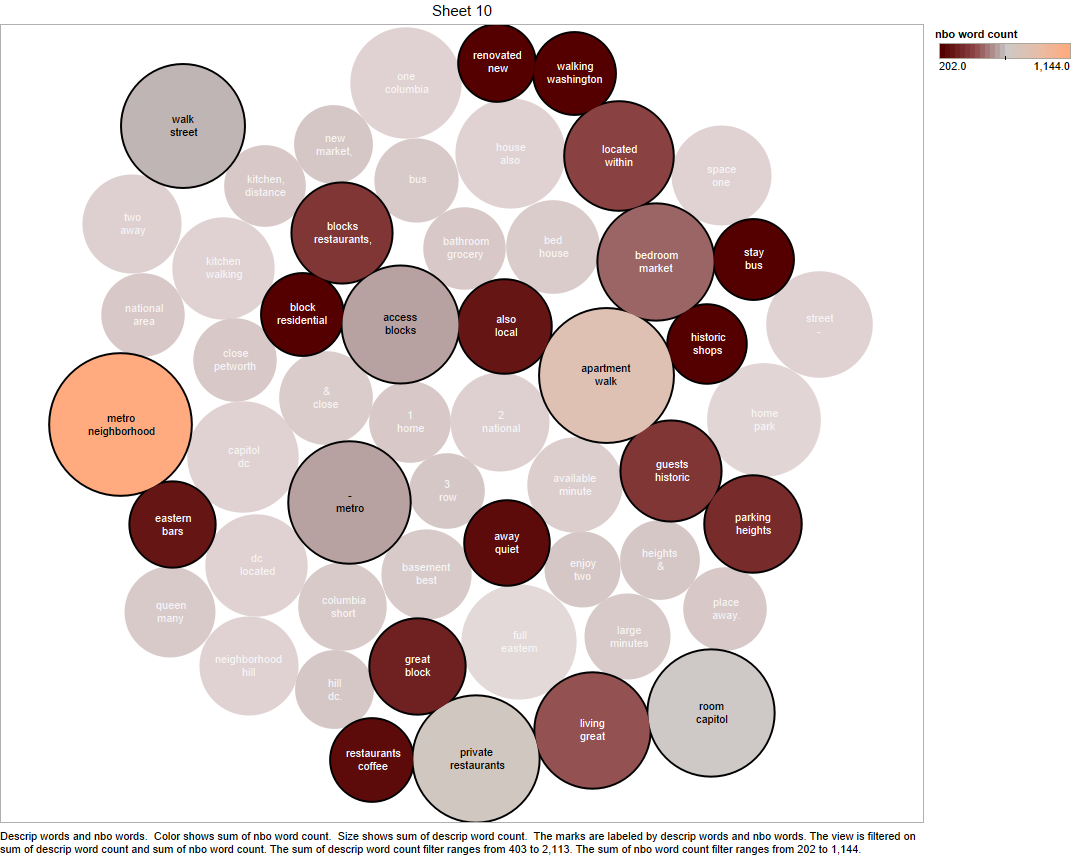 Sheet 10
nbo word count
202.0
1,144.0
renovated
new
walking
washington
one
columbia
walk
street
new
market,
house
also
located
within
space
one
kitchen,
distance
bus
two
away
blocks
restaurants,
bathroom
grocery
bed
house
bedroom
market
stay
bus
kitchen
walking
national
area
block
residential
access
blocks
also
local
street
-
historic
shops
close
petworth
apartment
walk
&
close
1
home
2
national
home
park
metro
neighborhood
capitol
dc
guests
historic
-
metro
3
row
available
minute
eastern
bars
parking
heights
away
quiet
dc
located
basement
best
enjoy
two
heights
&
queen
many
columbia
short
place
away,
full
eastern
large
minutes
neighborhood
hill
great
block
hill
dc.
room
capitol
living
great
restaurants
coffee
private
restaurants
Descrip words and nbo words.  Color shows sum of nbo word count.  Size shows sum of descrip word count.  The marks are labeled by descrip words and nbo words. The view is filtered on
sum of descrip word count and sum of nbo word count. The sum of descrip word count filter ranges from 403 to 2,113. The sum of nbo word count filter ranges from 202 to 1,144.